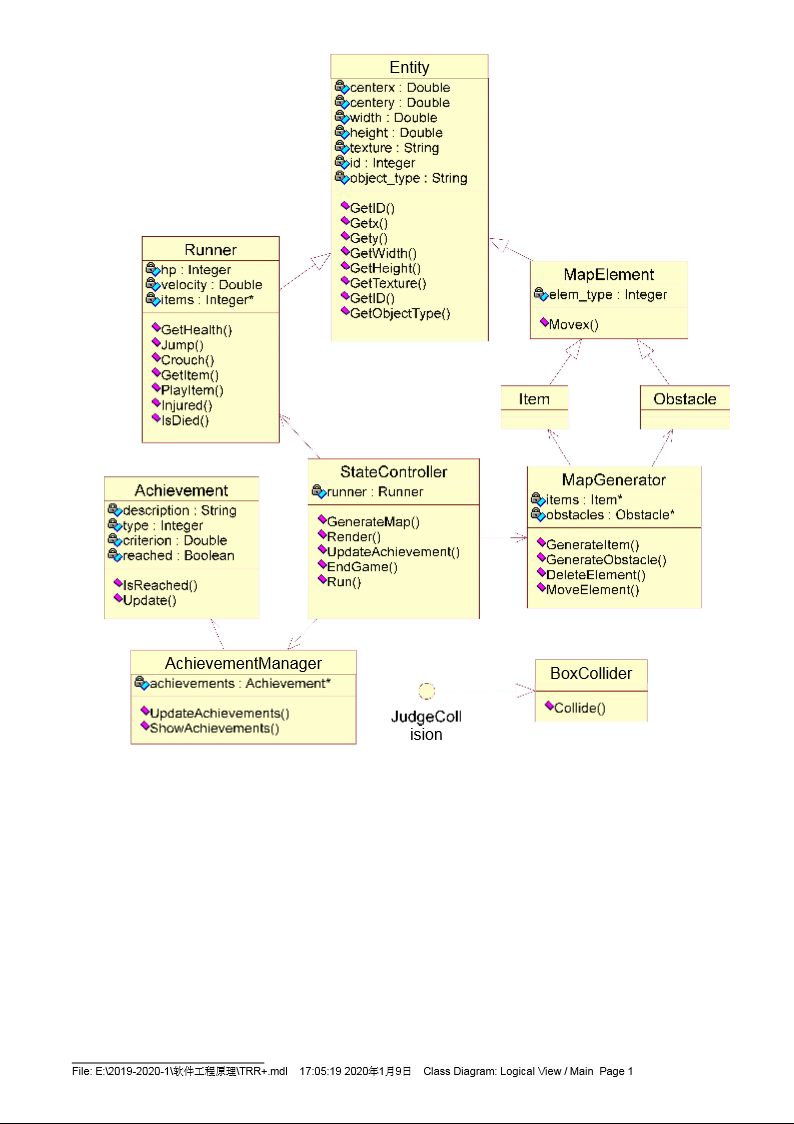 Entity
centerx : Double
centery : Double
width : Double
height : Double
texture : String
id : Integer
object_type : String
GetID()
Getx()
Gety()
GetWidth()
GetHeight()
GetTexture()
GetID()
GetObjectType()
Runner
hp : Integer
velocity : Double
items : Integer*
GetHealth()
Jump()
Crouch()
GetItem()
PlayItem()
Injured()
IsDied()
MapElement
elem_type : Integer
Movex()
Item
Obstacle
StateController
runner : Runner
GenerateMap()
Render()
UpdateAchievement()
EndGame()
Run()
MapGenerator
items : Item*
obstacles : Obstacle*
GenerateItem()
GenerateObstacle()
DeleteElement()
MoveElement()
Achievement
description : String
type : Integer
criterion : Double
reached : Boolean
IsReached()
Update()
AchievementManager
achievements : Achievement*
UpdateAchievements()
ShowAchievements()
JudgeColl
ision
BoxCollider
Collide()
File: E:\2019-2020-1\软件工程原理\TRR+.mdl 17:05:19 2020年1月9日 Class Diagram: Logical View / Main Page 1